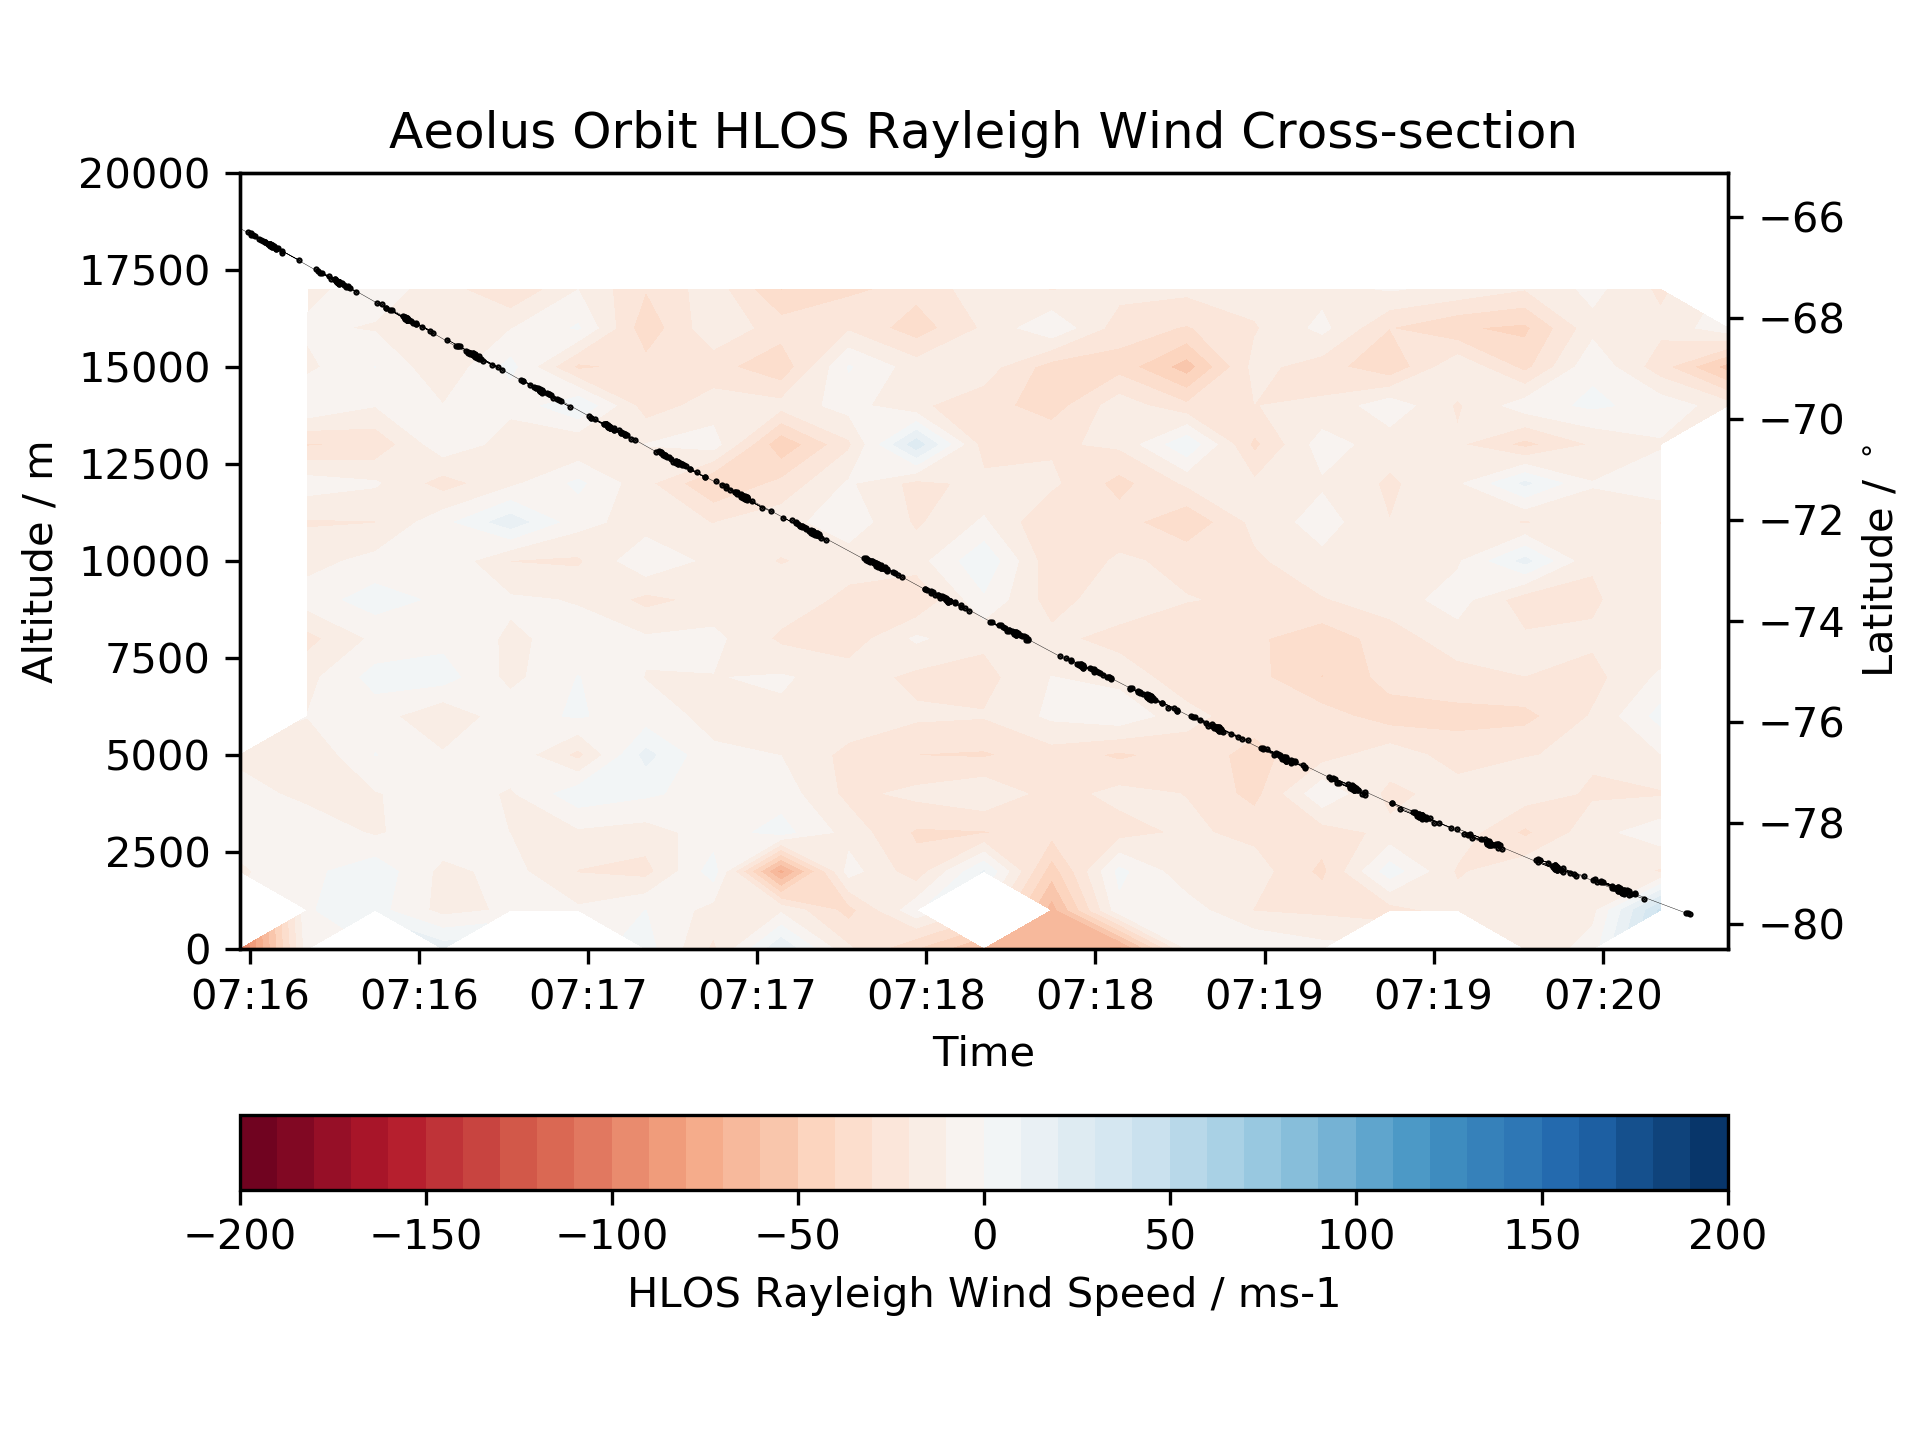 Aeolus Orbit HLOS Rayleigh Wind Cross-section
20000
17500
15000
12500
10000
7500
5000
2500
0
Altitude / m
−66
−68
−70
−72
−74
−76
−78
−80
Latitude / °
07:16 07:16 07:17 07:17 07:18 07:18 07:19 07:19 07:20
Time
−200 −150 −100 −50 0 50 100 150 200
HLOS Rayleigh Wind Speed / ms-1